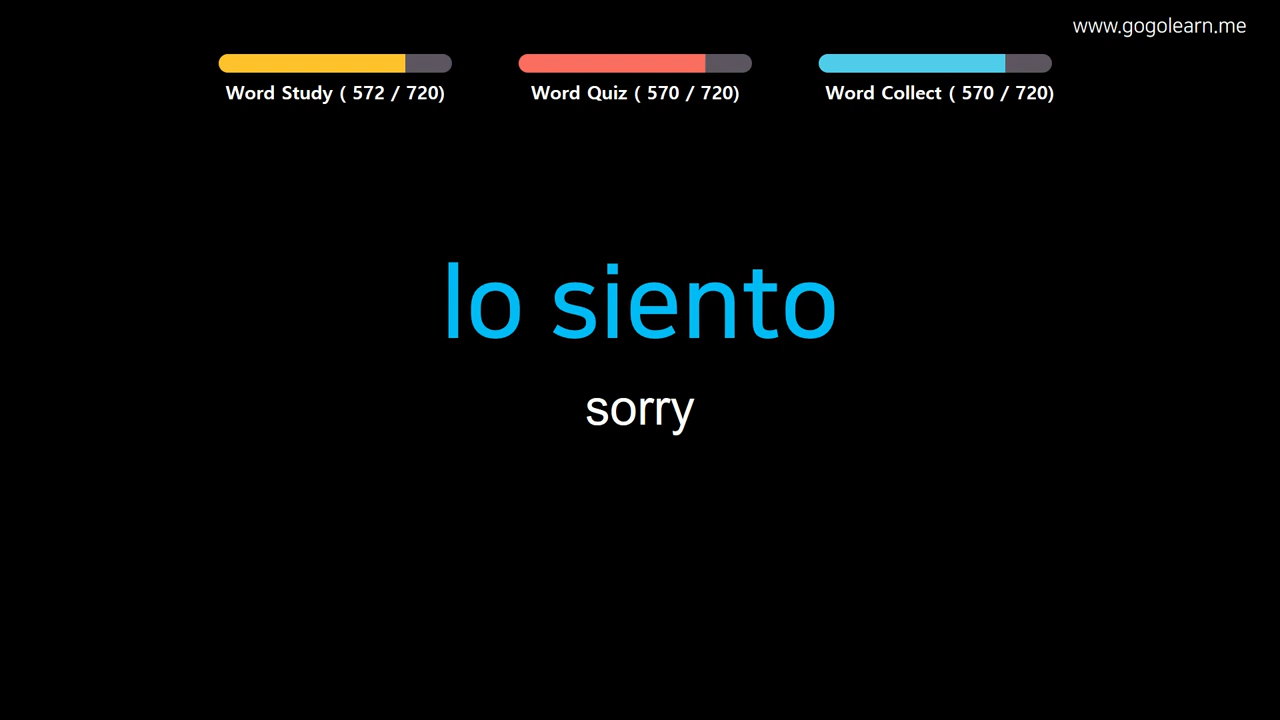 www.gogolearn.me
Word Study ( 572 / 720)
Word Quiz ( 570 / 720)
Word Collect ( 570 / 720)
lo siento
sorry